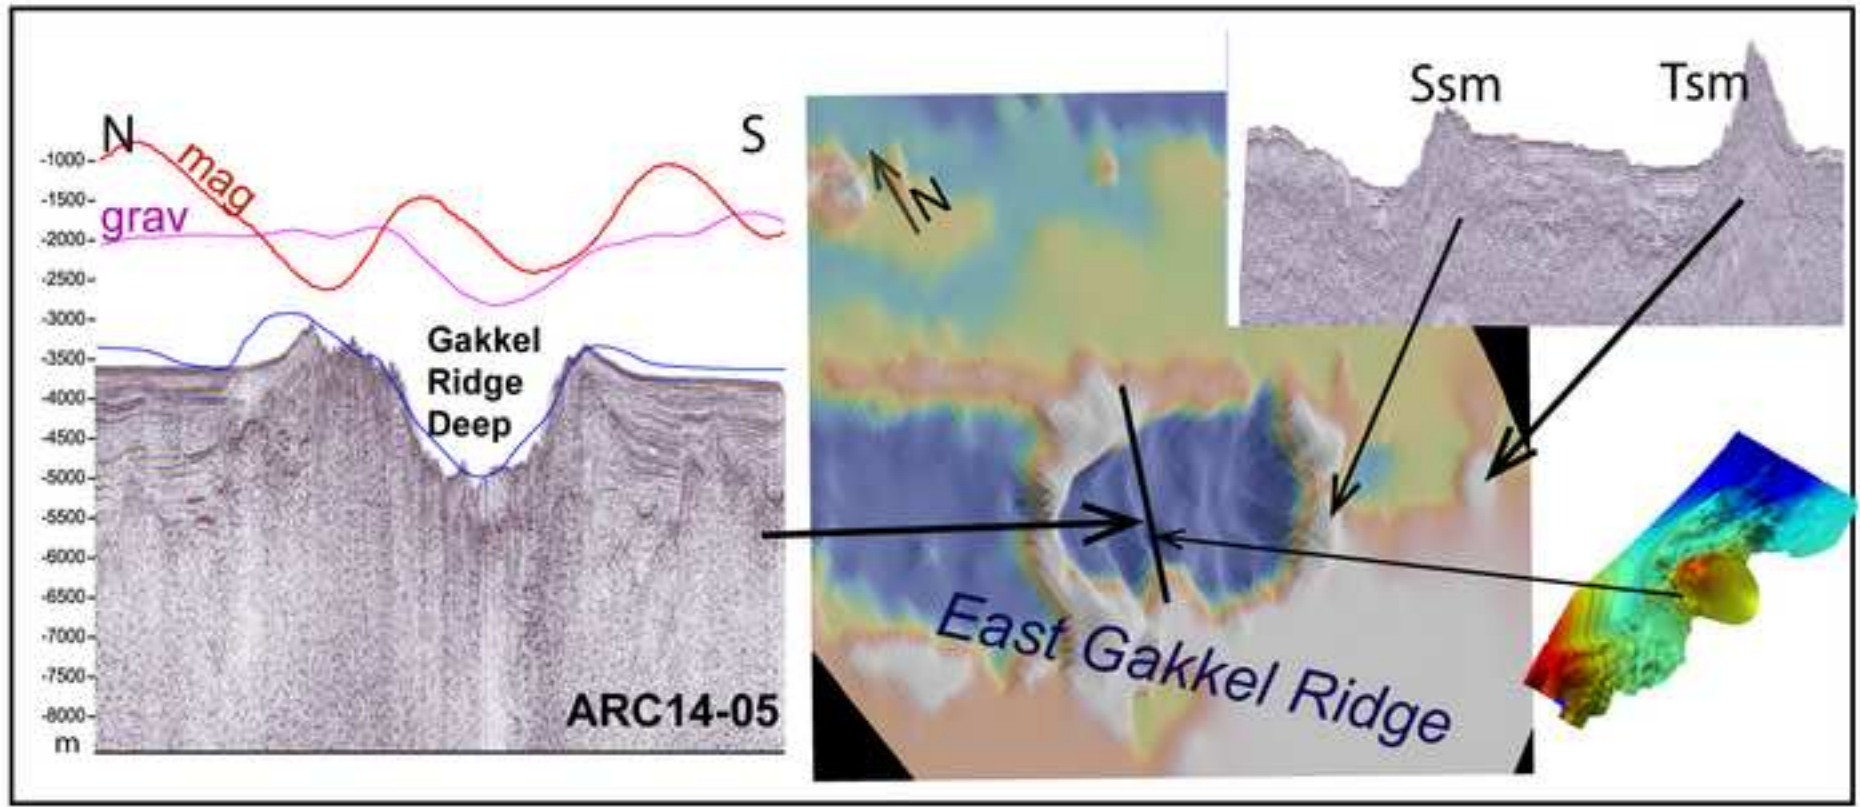 N
S
mag
grav
-1000-
-1500-
-2000-
-2500-
-3000-
-3500-
-4000-
-4500-
-5000-
-5500-
-6000-
-6500-
-7000-
-7500-
-8000-
m
Gakkel
Ridge
Deep
ARC14-05
N
East Gakkel Ridge
Ssm
Tsm